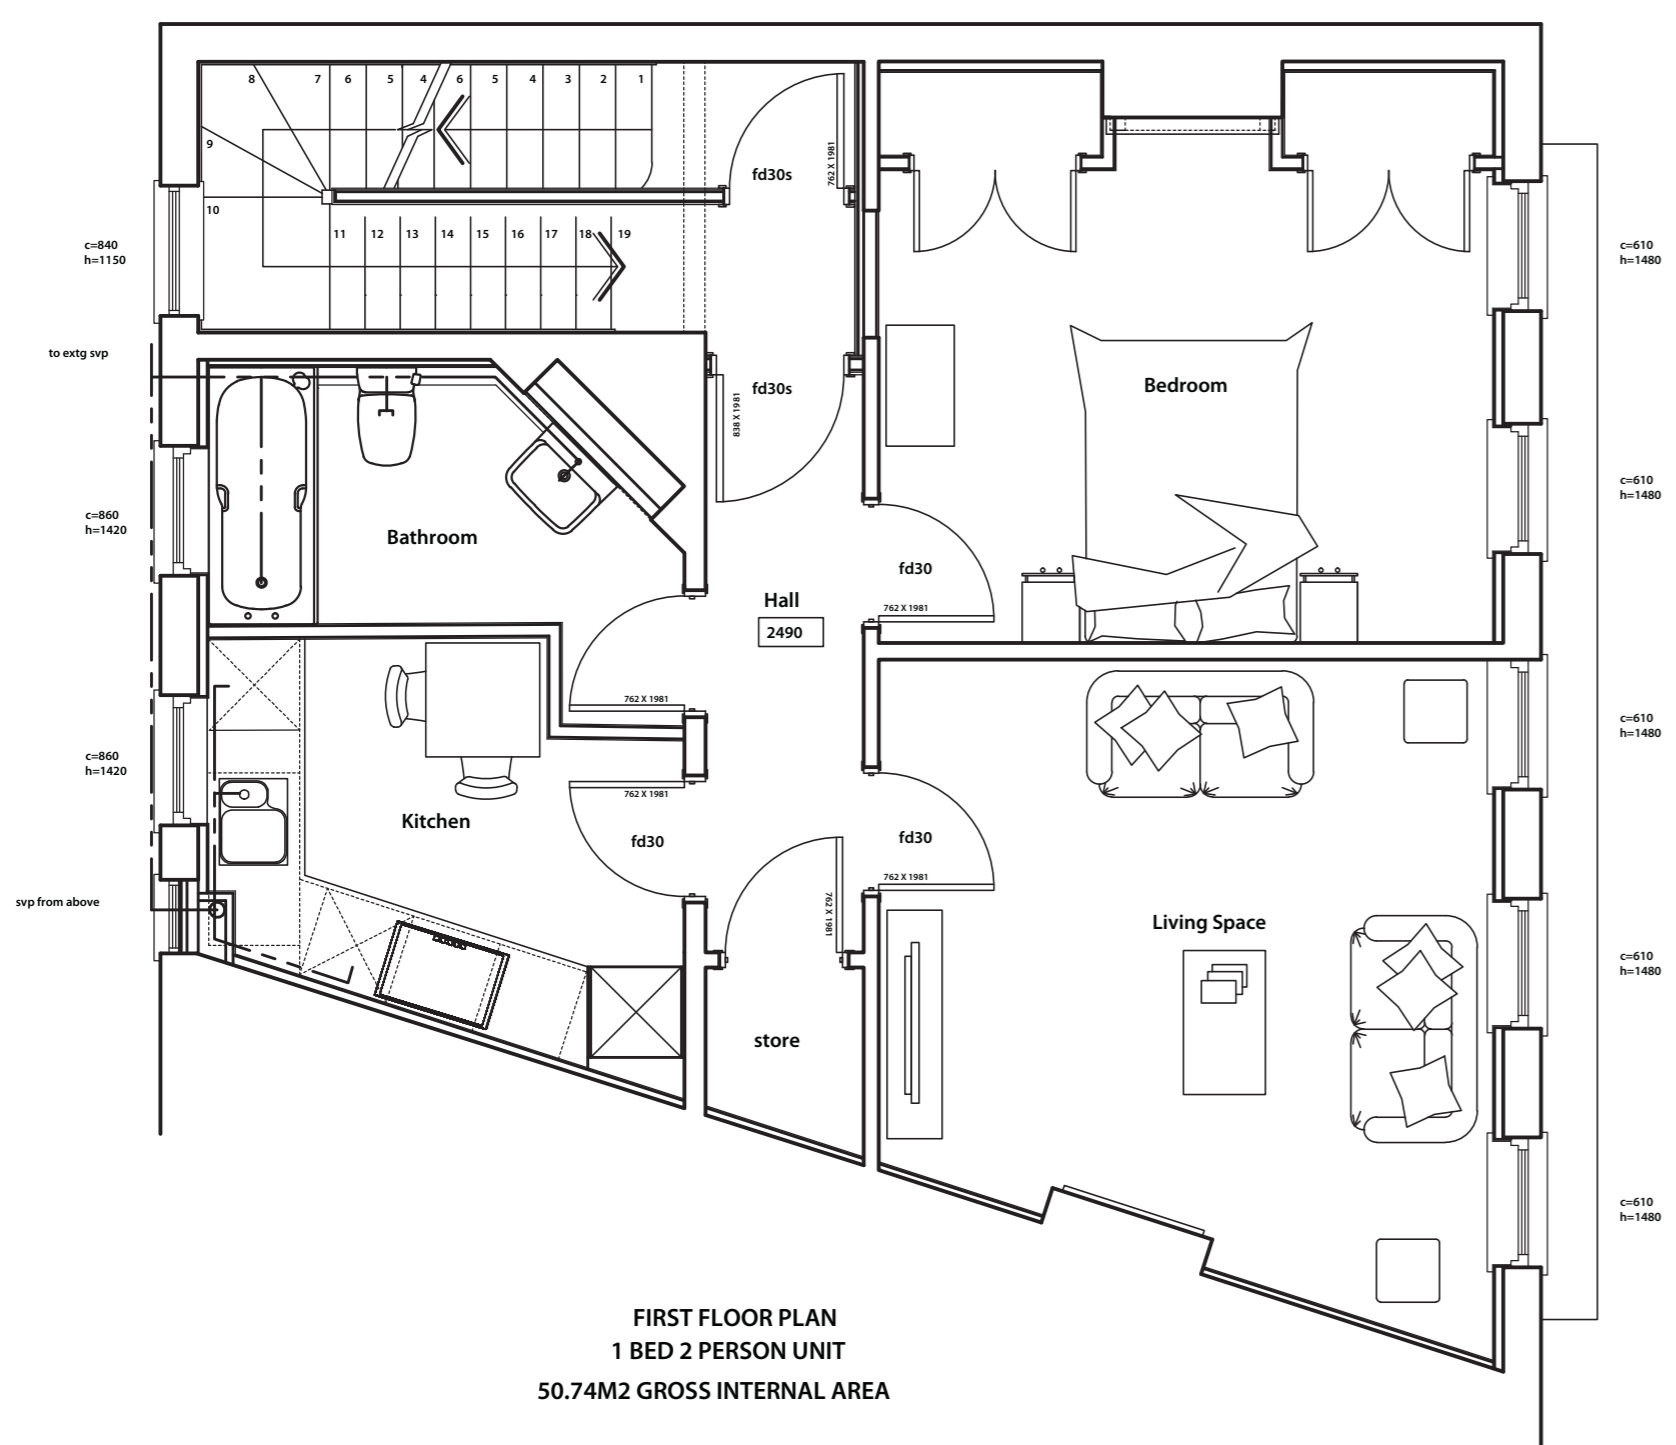 8 7 6 5 4 6 5 4 3 2 1
9
10
11 12 13 14 15 16 17 18 19
fd30s
762 X 1981
c=840
h=1150
to extg svp
fd30s
838 X 1981
Bedroom
c=610
h=1480
c=610
h=1480
c=860
h=1420
Bathroom
fd30
762 X 1981
Hall
2490
762 X 1981
c=610
h=1480
c=860
h=1420
762 X 1981
Kitchen
fd30
fd30
762 X 1981
762 X 1981
svp from above
Living Space
c=610
h=1480
store
c=610
h=1480
FIRST FLOOR PLAN
1 BED 2 PERSON UNIT
50.74M2 GROSS INTERNAL AREA